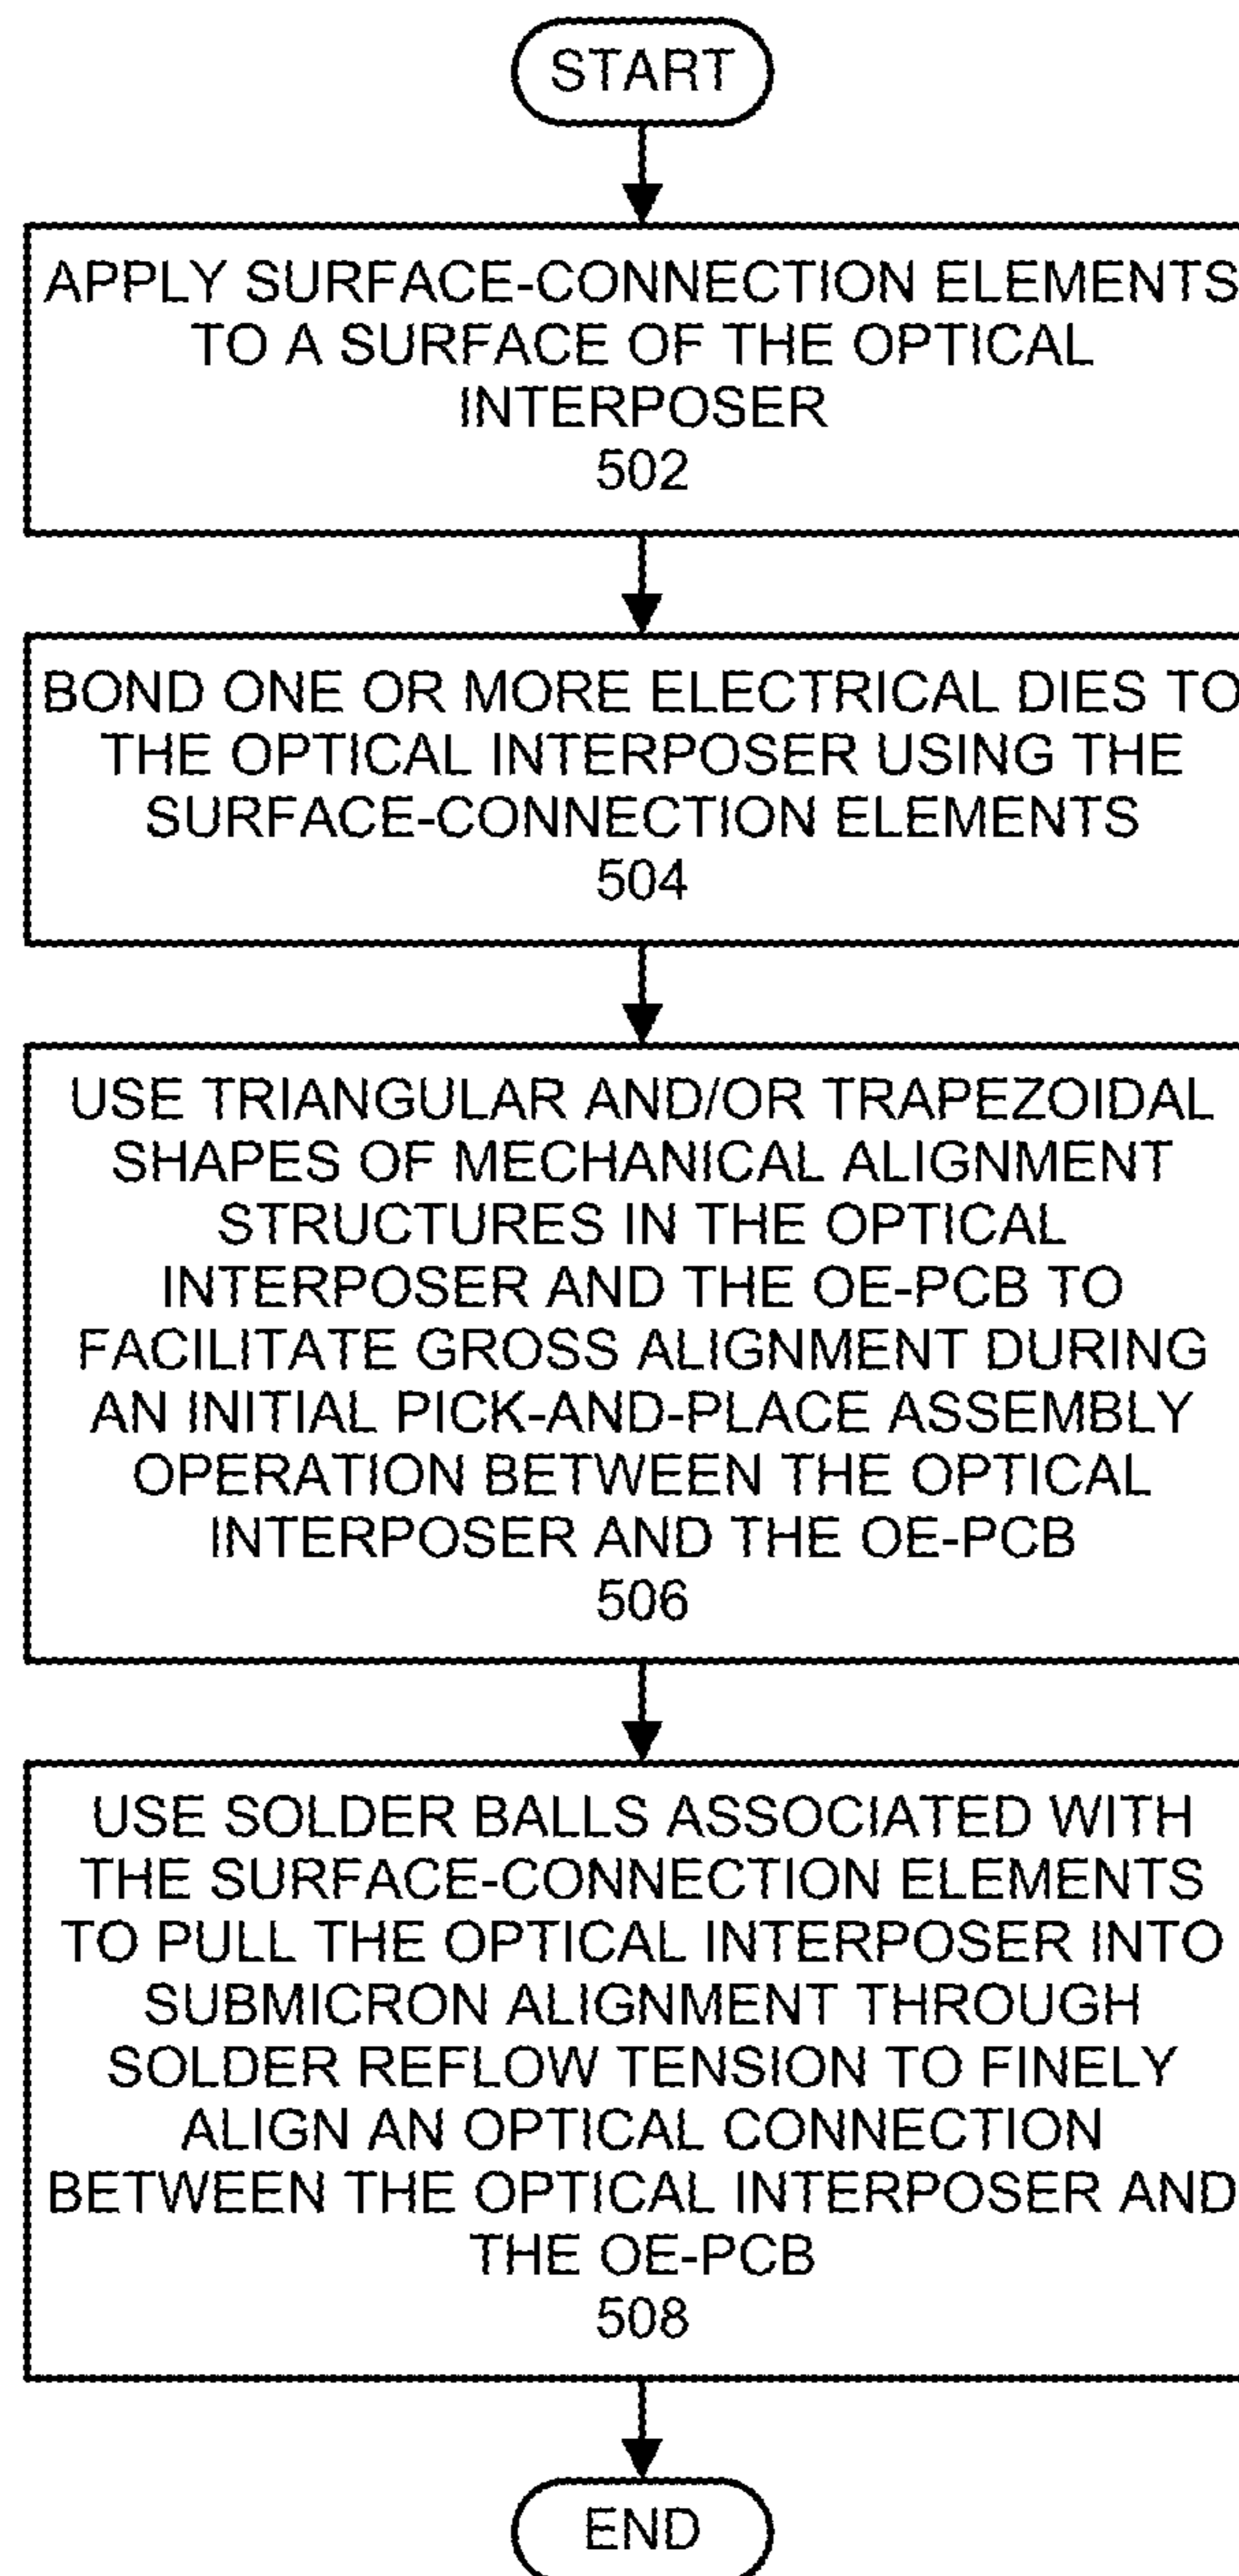 START
APPLY SURFACE-CONNECTION ELEMENTS
TO A SURFACE OF THE OPTICAL
INTERPOSER
502
BOND ONE OR MORE ELECTRICAL DIES TO
THE OPTICAL INTERPOSER USING THE
SURFACE-CONNECTION ELEMENTS
504
USE TRIANGULAR AND/OR TRAPEZOIDAL
SHAPES OF MECHANICAL ALIGNMENT
STRUCTURES IN THE OPTICAL
INTERPOSER AND THE OE-PCB TO
FACILITATE GROSS ALIGNMENT DURING
AN INITIAL PICK-AND-PLACE ASSEMBLY
OPERATION BETWEEN THE OPTICAL
INTERPOSER AND THE OE-PCB
506
USE SOLDER BALLS ASSOCIATED WITH
THE SURFACE-CONNECTION ELEMENTS
TO PULL THE OPTICAL INTERPOSER INTO
SUBMICRON ALIGNMENT THROUGH
SOLDER REFLOW TENSION TO FINELY
ALIGN AN OPTICAL CONNECTION
BETWEEN THE OPTICAL INTERPOSER AND
THE OE-PCB
508
END